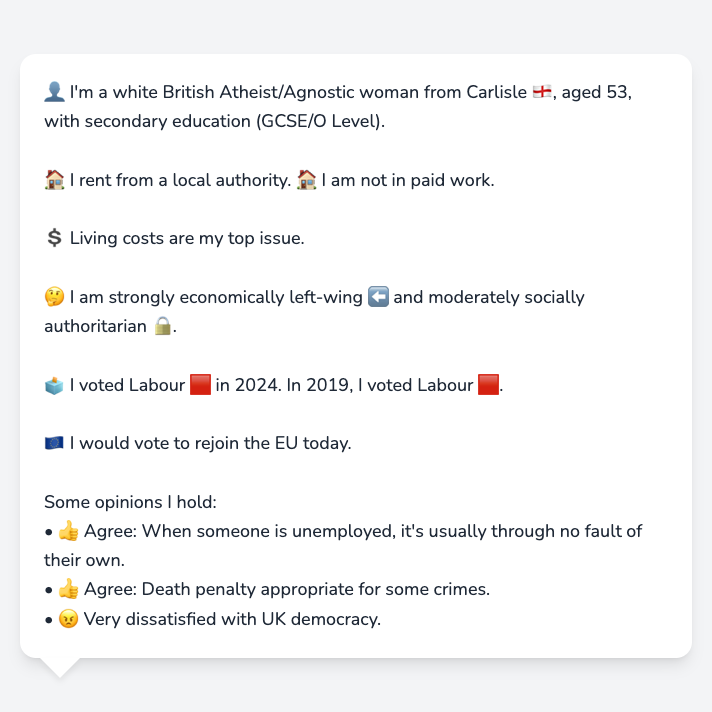 👤 I'm a white British Atheist/Agnostic woman from Carlisle 🏴󠁧󠁢󠁥󠁮󠁧󠁿, aged 53,
with secondary education (GCSE/O Level).
🏠 I rent from a local authority. 🏠 I am not in paid work.
💲 Living costs are my top issue.
🤔 I am strongly economically left-wing ⬅️ and moderately socially
authoritarian 🔒.
🗳️ I voted Labour 🟥 in 2024. In 2019, I voted Labour 🟥.
🇪🇺 I would vote to rejoin the EU today.
Some opinions I hold:
• 👍 Agree: When someone is unemployed, it's usually through no fault of
their own.
• 👍 Agree: Death penalty appropriate for some crimes.
• 😠 Very dissatisfied with UK democracy.